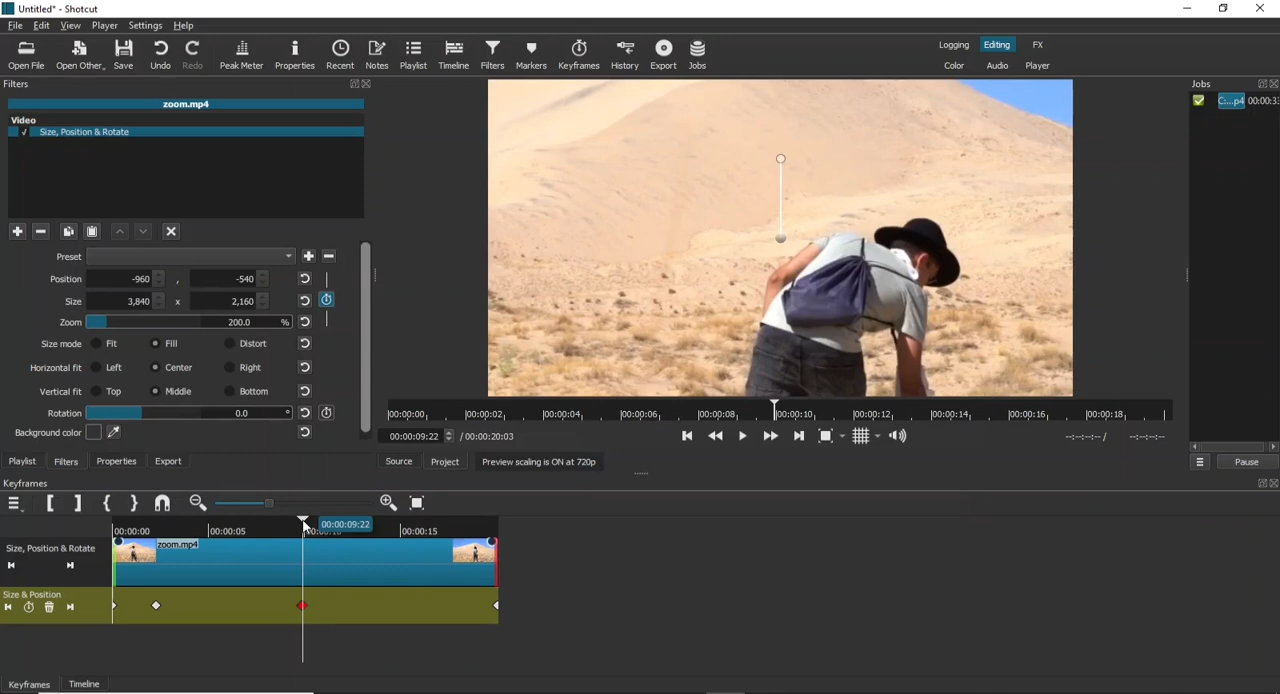 Untitled* - Shotcut
File Edit View Player Settings Help
Open File Open Other.. Save Undo Redo Peak Meter Properties Recent Notes Playlist Timeline Filters Markers Keyframes History Export Jobs
Logging Editing FX
Color Audio Player
Filters
zoom.mp4
Video
✓ Size, Position & Rotate
Preset
Position -960 , -540
Size 3,840 x 2,160
Zoom 200.0 %
Size mode Fit Fill Distort
Horizontal fit Left Center Right
Vertical fit Top Middle Bottom
Rotation 0.0 °
Background color
Playlist Filters Properties Export
00:00:00 00:00:02 00:00:04 00:00:06 00:00:08 00:00:10 00:00:12 00:00:14 00:00:16 00:00:18
00:00:09:22 / 00:00:20:03 --:--:--:-- / --:--:--:--
Source Project Preview scaling is ON at 720p
Jobs
C:...p4 00:00:33
Pause
Keyframes
00:00:00 00:00:05 00:00:09:22 00:00:15
Size, Position & Rotate
zoom.mp4
Size & Position
Keyframes Timeline